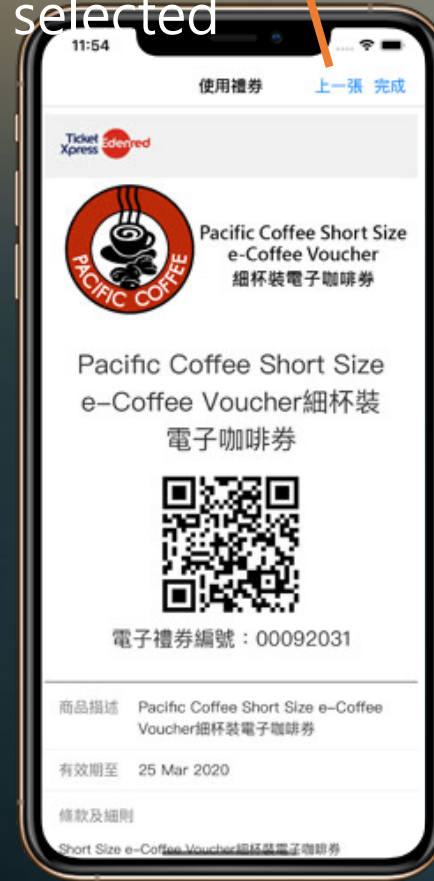 selected
11:54
使用禮券
上一張 完成
Ticket Xpress Edenred
PACIFIC COFFEE
Pacific Coffee Short Size
e-Coffee Voucher
細杯裝電子咖啡券
Pacific Coffee Short Size
e-Coffee Voucher細杯裝
電子咖啡券
電子禮券編號：00092031
商品描述 Pacific Coffee Short Size e-Coffee
Voucher細杯裝電子咖啡券
有效期至 25 Mar 2020
條款及細則
Short Size e-Coffee Voucher細杯裝電子咖啡券